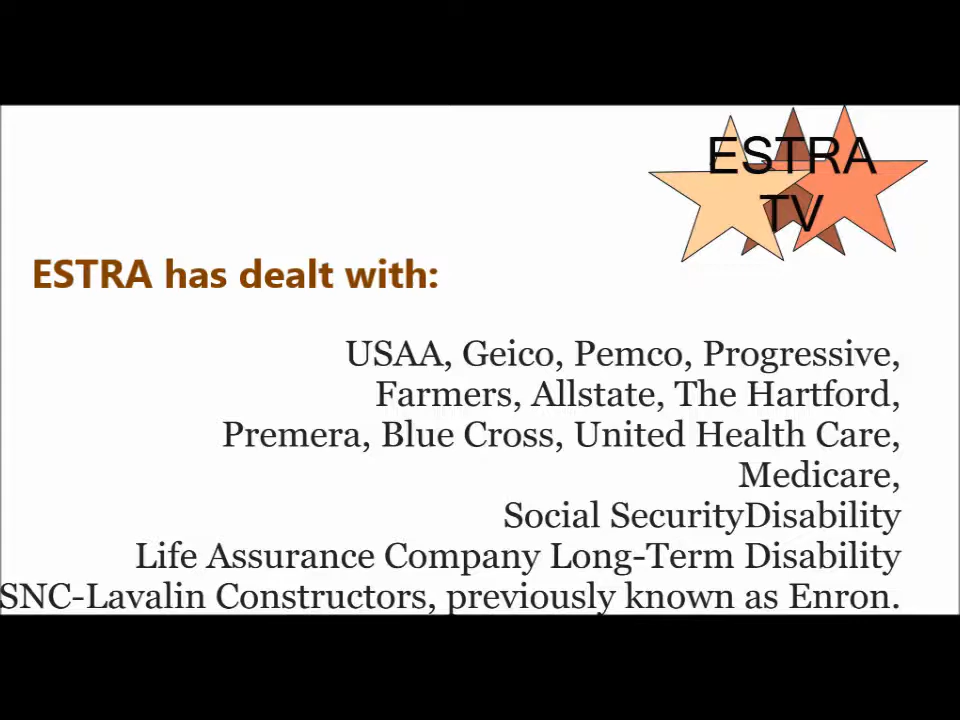 ESTRA
TV
ESTRA has dealt with:
USAA, Geico, Pemco, Progressive,
Farmers, Allstate, The Hartford,
Premera, Blue Cross, United Health Care,
Medicare,
Social SecurityDisability
Life Assurance Company Long-Term Disability
SNC-Lavalin Constructors, previously known as Enron.